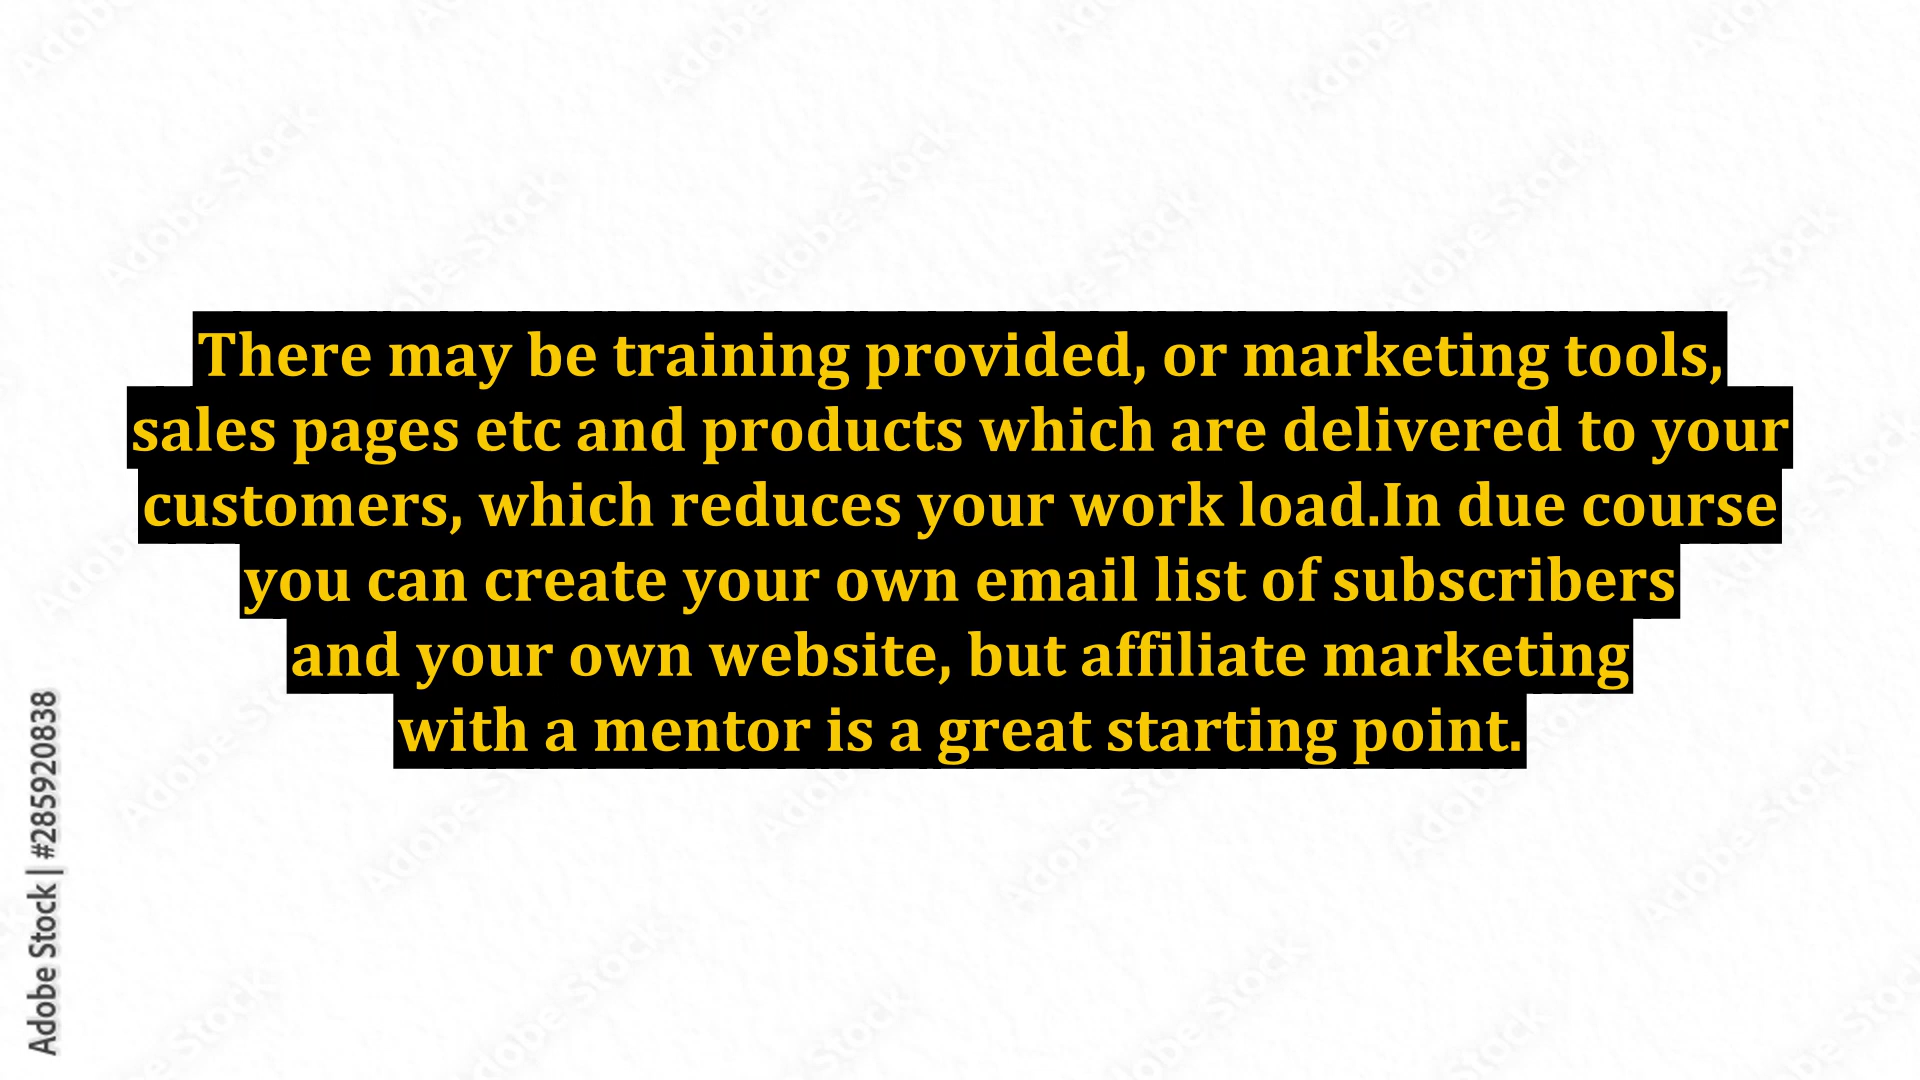 There may be training provided, or marketing tools,
sales pages etc and products which are delivered to your
customers, which reduces your work load.In due course
you can create your own email list of subscribers
and your own website, but affiliate marketing
with a mentor is a great starting point.
Adobe Stock | #285920838